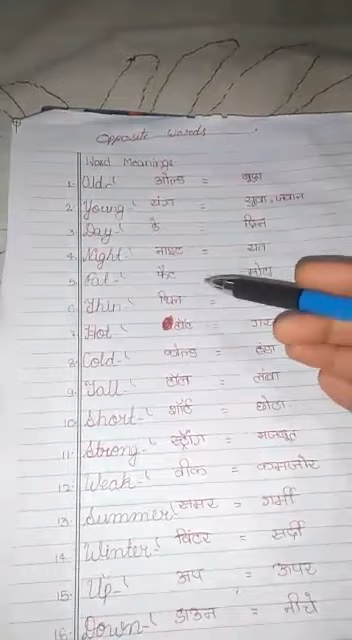 Opposite Words
Word Meanings
1. Old - ओल्ड = बूढ़ा
2. Young - यंग = युवा, जवान
3. Day - डे = दिन
4. Night - नाइट = रात
5. Fat - फैट
6. Thin - थिन =
7. Hot - हॉट =
8. Cold - कोल्ड = ठंडा
9. Tall - टॉल = लंबा
10. Short - शॉर्ट = छोटा
11. Strong - स्ट्रॉंग = मजबूत
12. Weak - वीक = कमजोर
13. Summer - समर = गर्मी
14. Winter - विंटर = सर्दी
15. Up - अप = ऊपर
16. Down - डाउन = नीचे